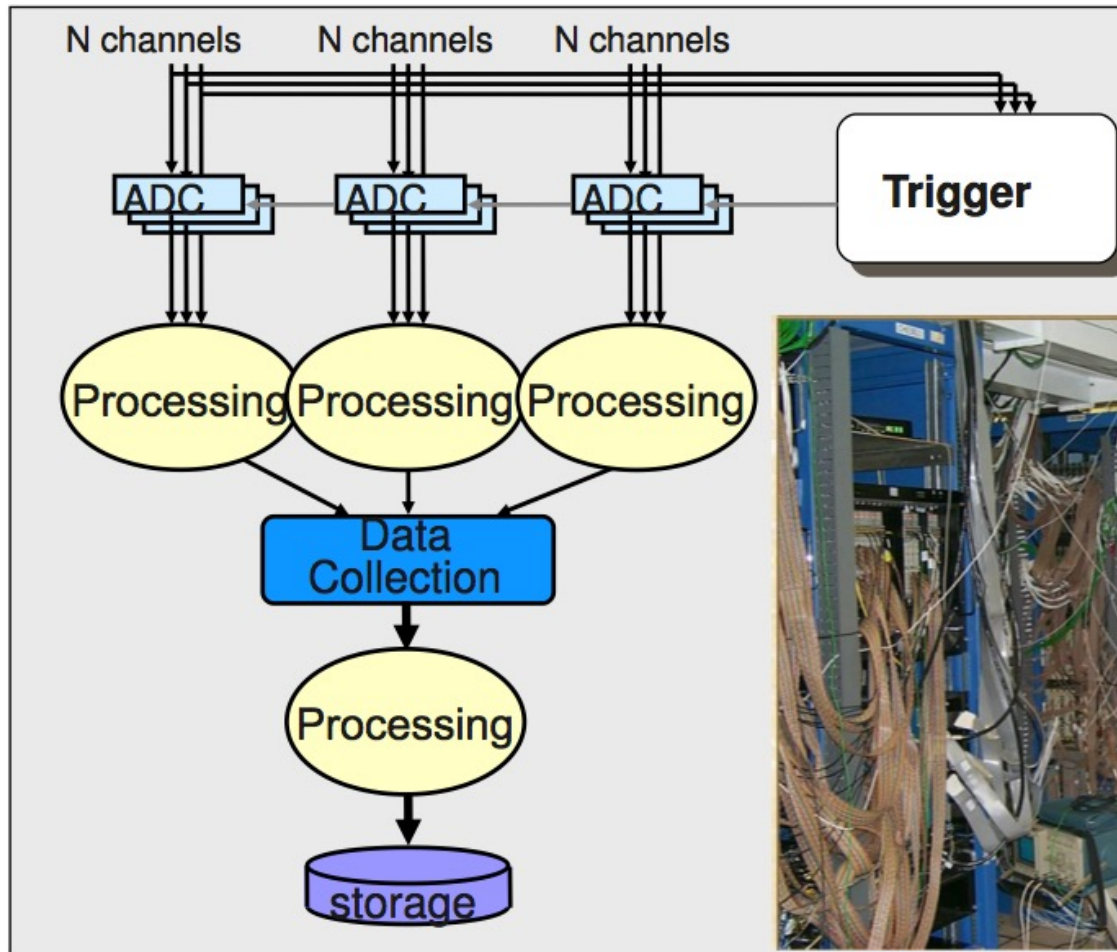 N channels N channels N channels
ADC ADC ADC
Trigger
Processing Processing Processing
Data
Collection
Processing
storage